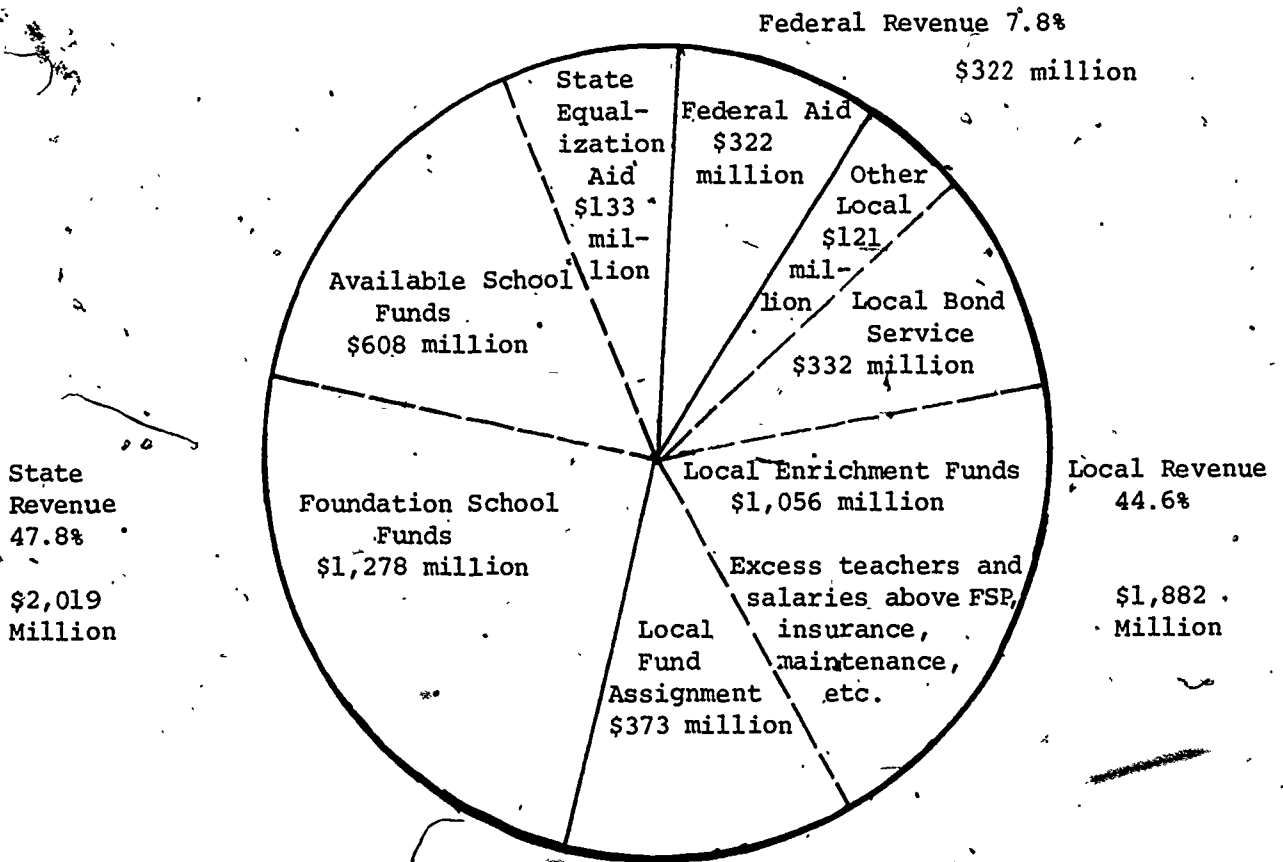 Federal Revenue 7.8%
$322 million
State
Equal-
ization
Aid
$133
mil-
lion
Federal Aid
$322
million
Other
Local
$121
mil-
lion
Local Bond
Service
$332 million
Available School
Funds
$608 million
Local Enrichment Funds
$1,056 million
Excess teachers and
salaries above FSP,
insurance,
maintenance,
etc.
Local Revenue
44.6%
$1,882
Million
State
Revenue
47.8%
$2,019
Million
Foundation School
Funds
$1,278 million
Local
Fund
Assignment
$373 million